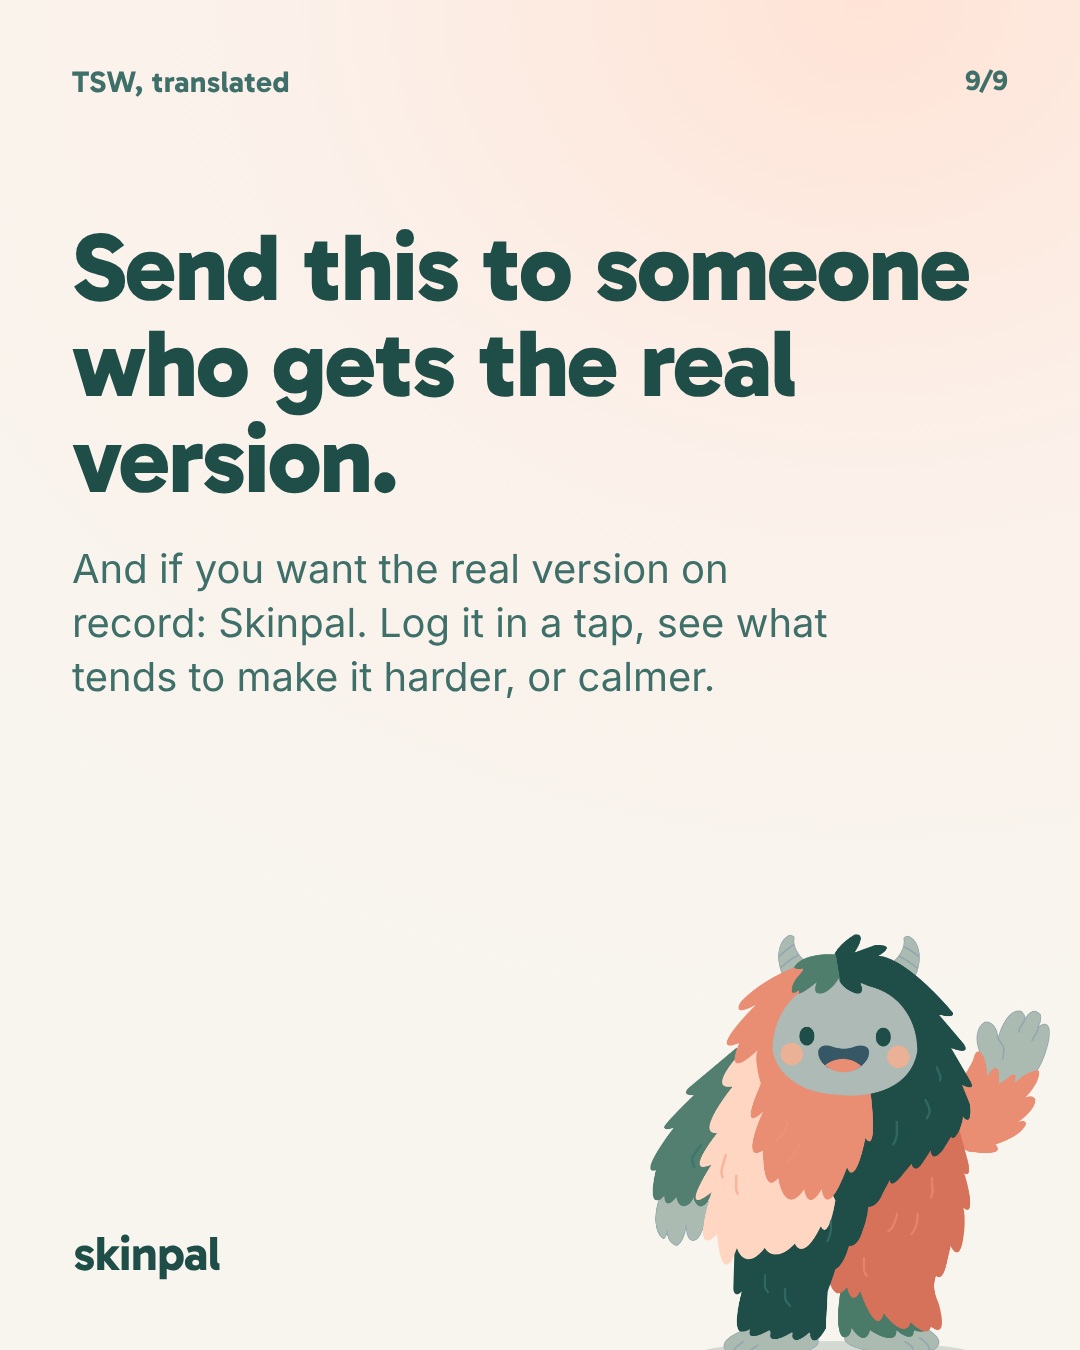 TSW, translated
9/9
Send this to someone
who gets the real
version.
And if you want the real version on
record: Skinpal. Log it in a tap, see what
tends to make it harder, or calmer.
skinpal